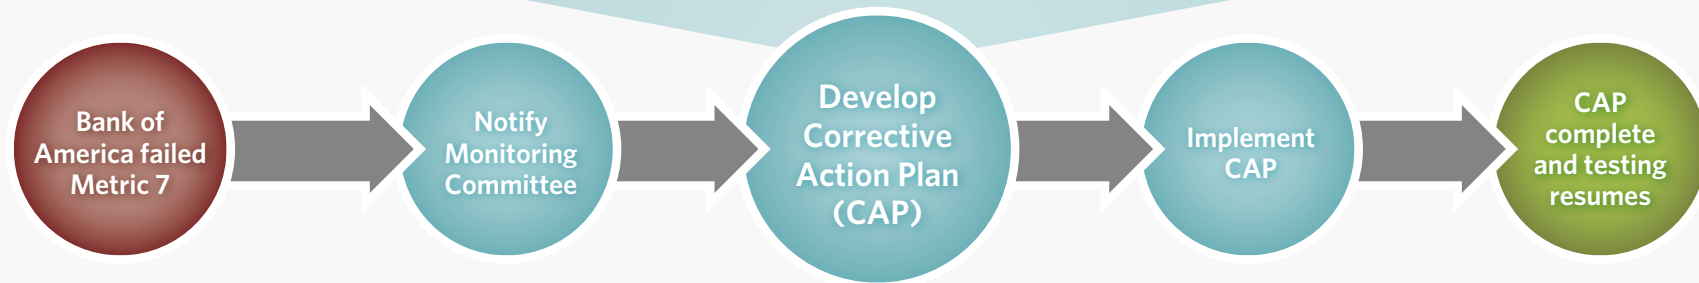 Bank of
America failed
Metric 7
Notify
Monitoring
Committee
Develop
Corrective
Action Plan
(CAP)
Implement
CAP
CAP
complete
and testing
resumes